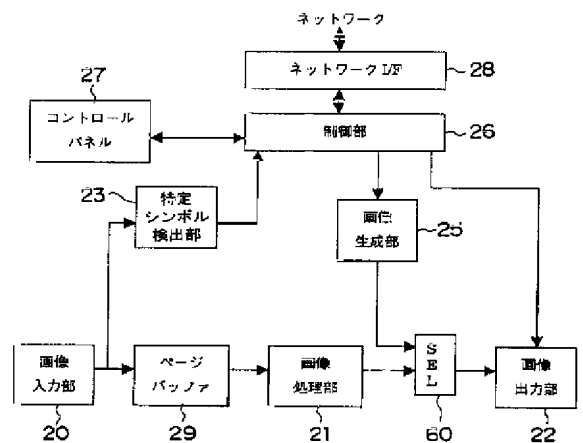 ネットワーク
ネットワーク I/F
28
27
コントロール
パネル
制御部
26
23
特定
シンボル
検出部
画像
生成部
25
画像
入力部
20
ページ
バッファ
29
画像
処理部
21
SEL
60
画像
出力部
22